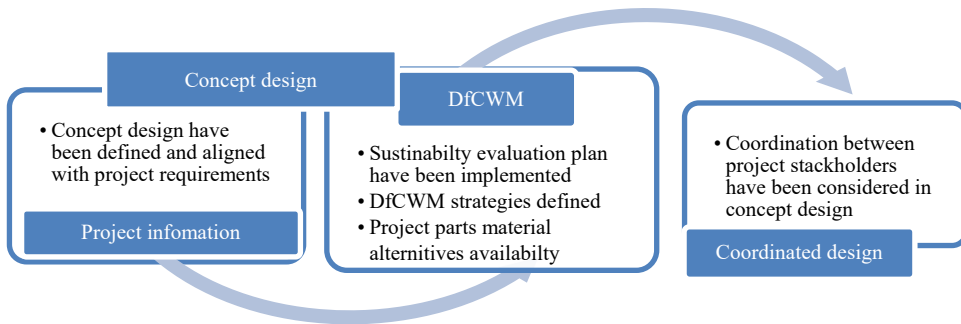 Concept design
• Concept design have
been defined and aligned
with project requirements
Project infomation
DfCWM
• Sustinabilty evaluation plan
have been implemented
• DfCWM strategies defined
• Project parts material
alternitives availabilty
• Coordination between
project stackholders
have been considered in
concept design
Coordinated design